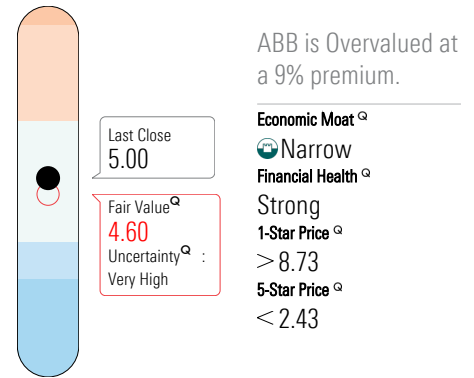 Last Close
5.00
Fair Value Q
4.60
Uncertainty Q :
Very High
ABB is Overvalued at
a 9% premium.
Economic Moat Q
Narrow
Financial Health Q
Strong
1-Star Price Q
>8.73
5-Star Price Q
<2.43